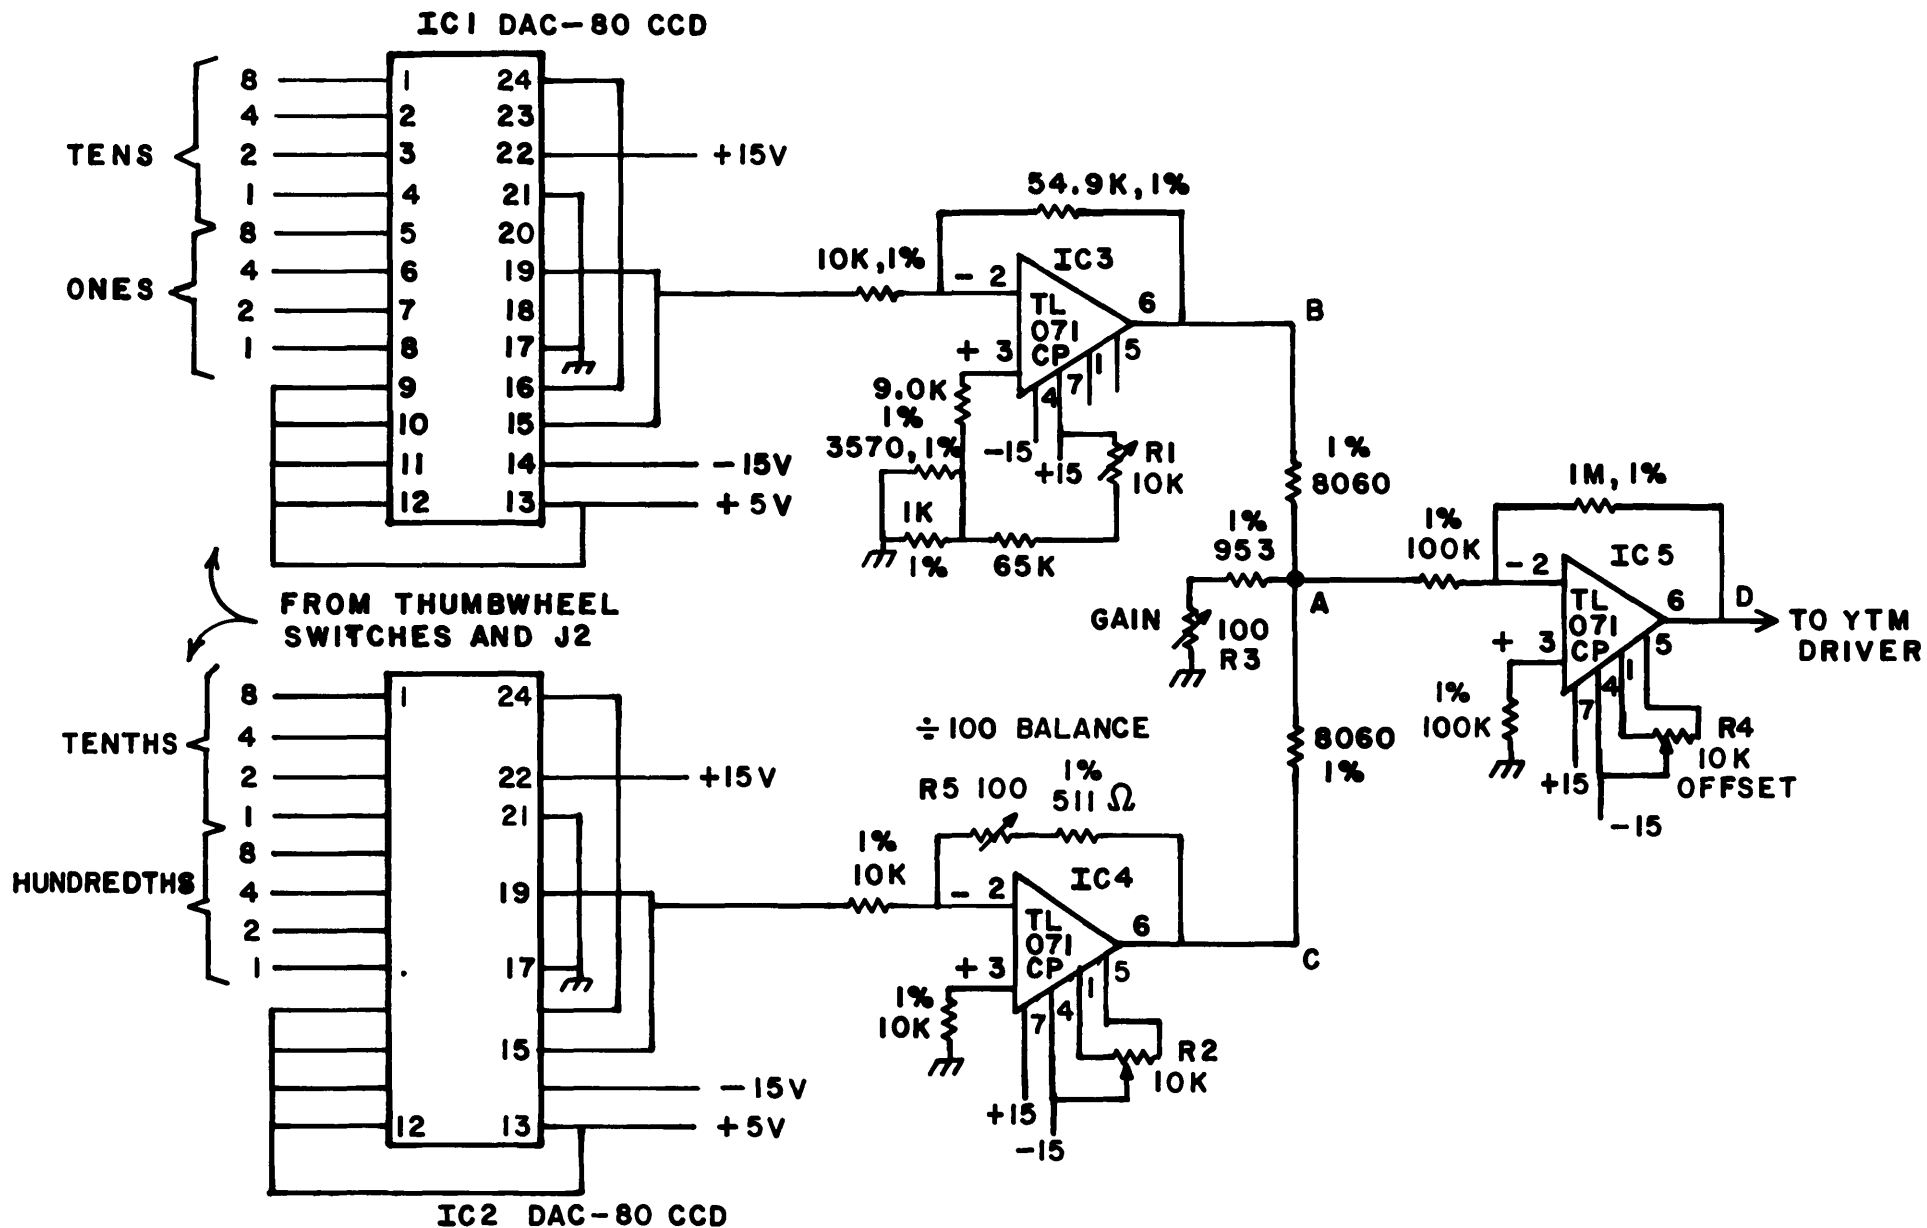 IC1 DAC-80 CCD
TENS
8
4
2
1
ONES
8
4
2
1
1
2
3
4
5
6
7
8
9
10
11
12
24
23
22
21
20
19
18
17
16
15
14
13
+15V
-15V
+5V
FROM THUMBWHEEL
SWITCHES AND J2
10K,1%
54.9K,1%
IC3
- 2
+ 3
TL
071
CP
6
4
7
1
5
9.0K
1%
3570,1%
1K
1%
65K
-15
+15
R1
10K
B
1%
8060
1%
953
A
GAIN
100
R3
1%
100K
1M,1%
IC5
- 2
+ 3
TL
071
CP
6
D
TO YTM
DRIVER
1%
100K
7
4
1
5
+15
-15
R4
10K
OFFSET
8060
1%
TENTHS
8
4
2
1
HUNDREDTHS
8
4
2
1
1
12
24
22
21
19
17
15
13
+15V
-15V
+5V
IC2 DAC-80 CCD
÷100 BALANCE
R5 100
1%
511 Ω
1%
10K
IC4
- 2
+ 3
TL
071
CP
6
C
1%
10K
7
4
1
5
+15
-15
R2
10K